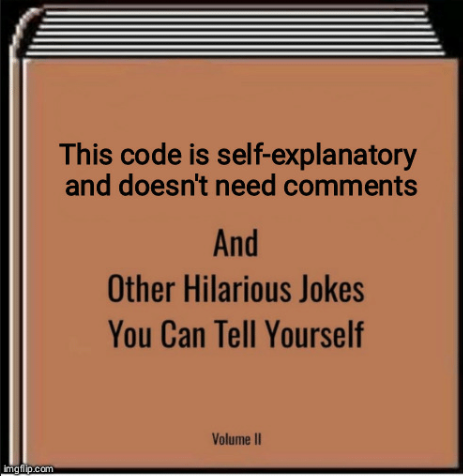 This code is self-explanatory
and doesn't need comments
And
Other Hilarious Jokes
You Can Tell Yourself
Volume II
imgflip.com